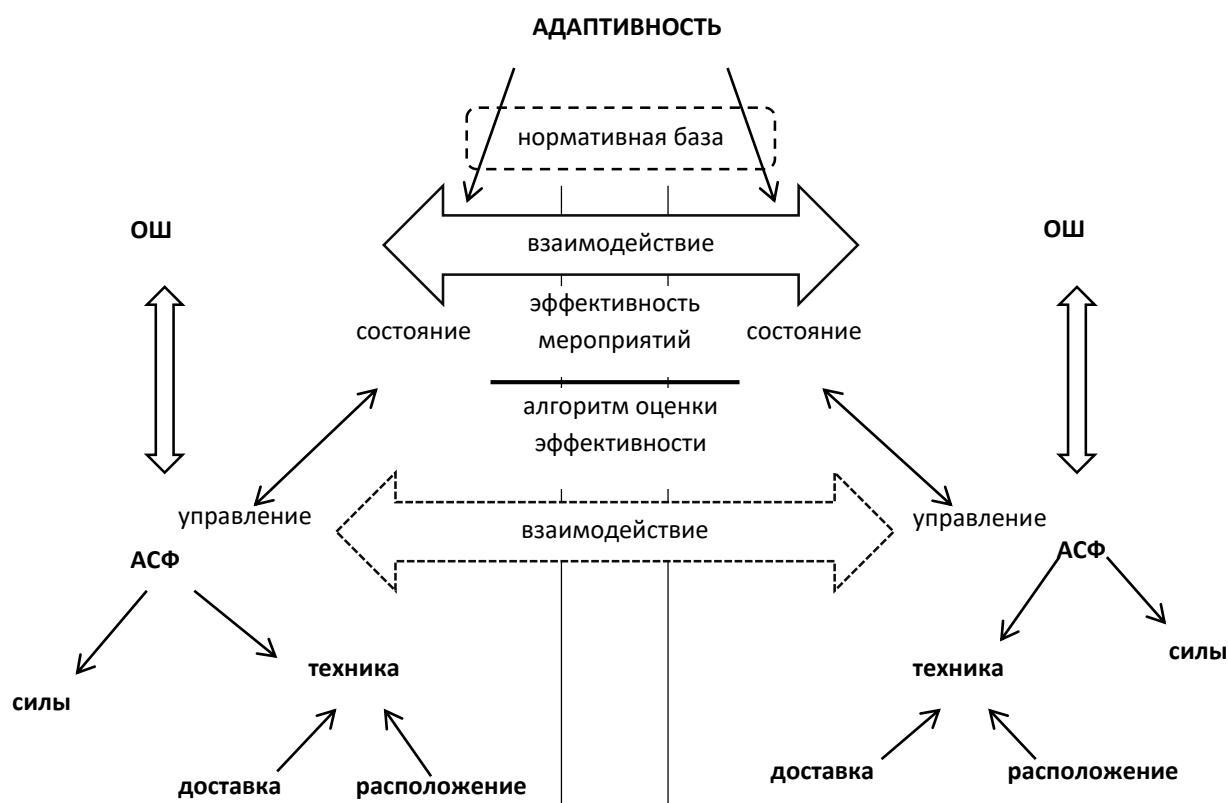 АДАПТИВНОСТЬ
нормативная база
ОШ
взаимодействие
ОШ
эффективность
мероприятий
состояние
состояние
алгоритм оценки
эффективности
управление
взаимодействие
управление
АСФ
АСФ
силы
техника
техника
силы
доставка
расположение
доставка
расположение